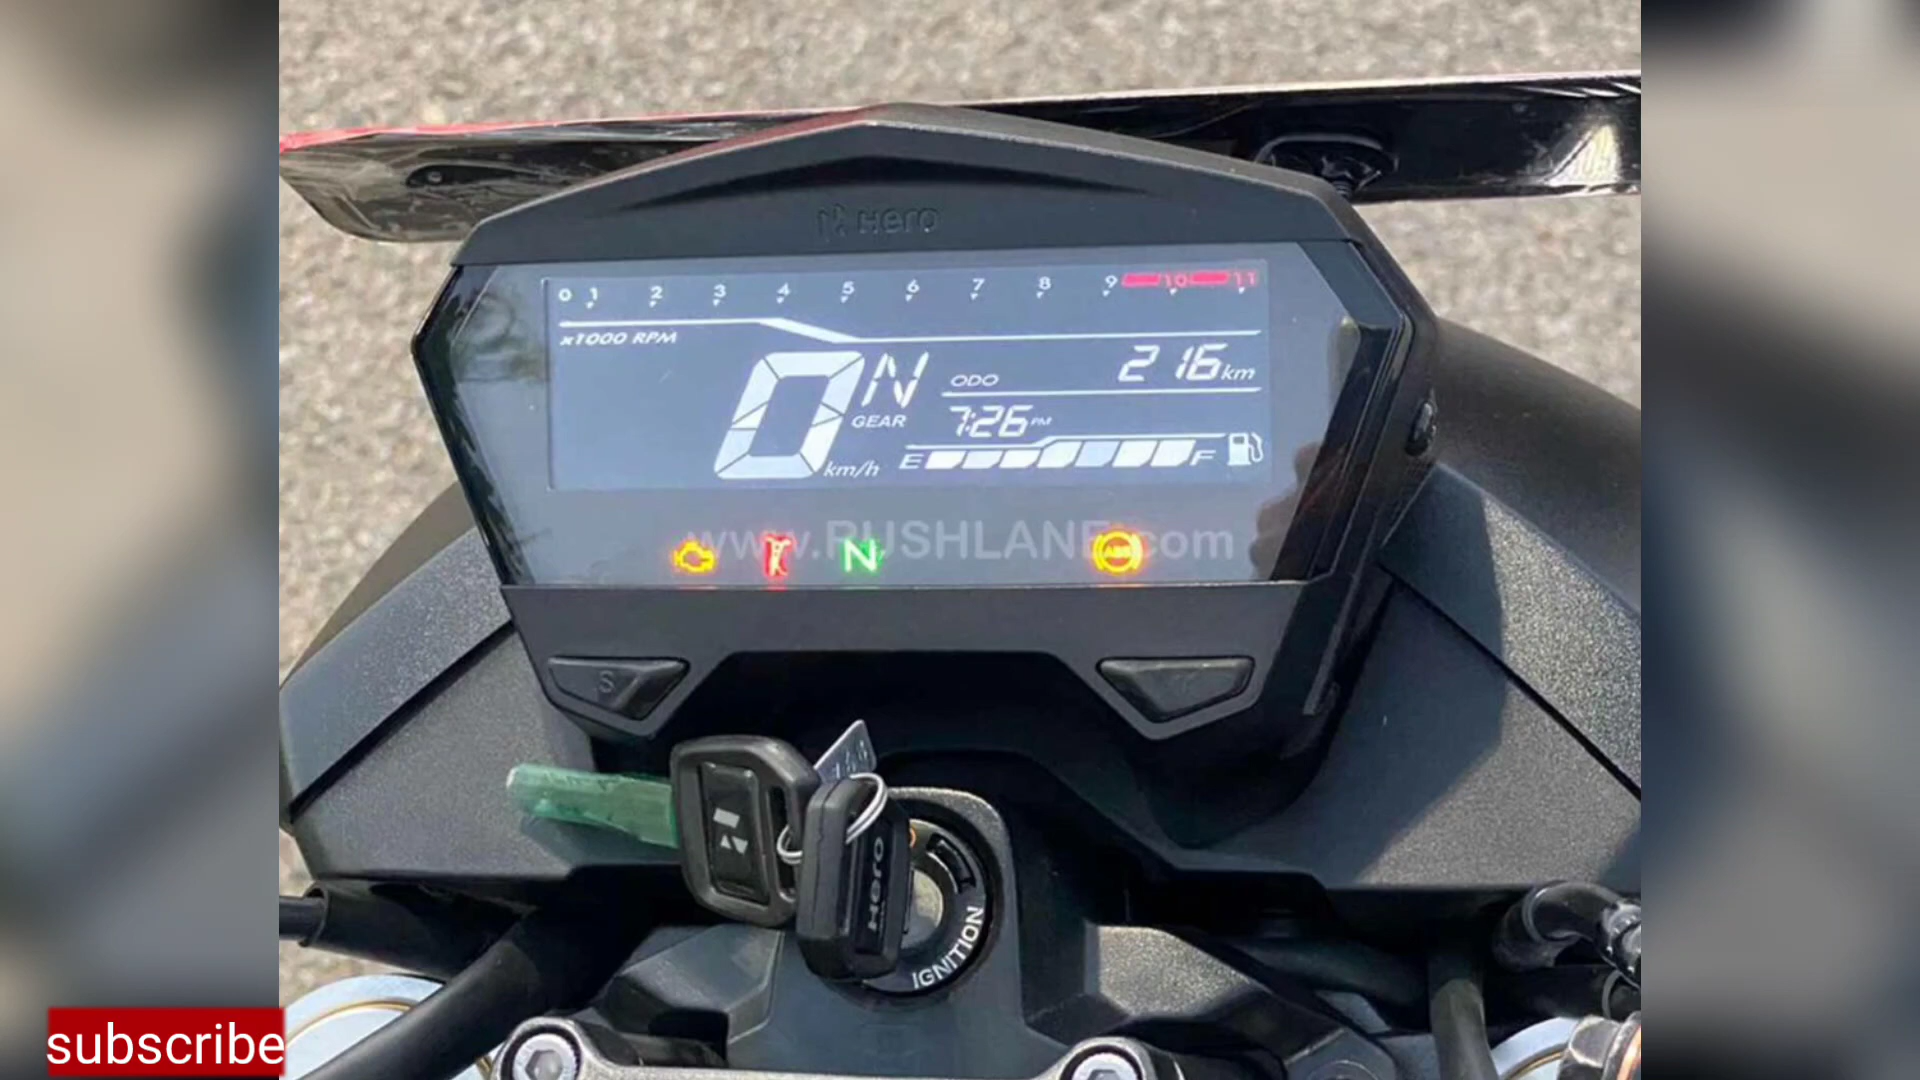 Hero
0 1 2 3 4 5 6 7 8 9 10 11
x1000 RPM
216 km
ODO
0 N
GEAR
7:26 PM
km/h
E F
www.RUSHLANE.com
N
ABS
S
Hero
IGNITION
subscribe